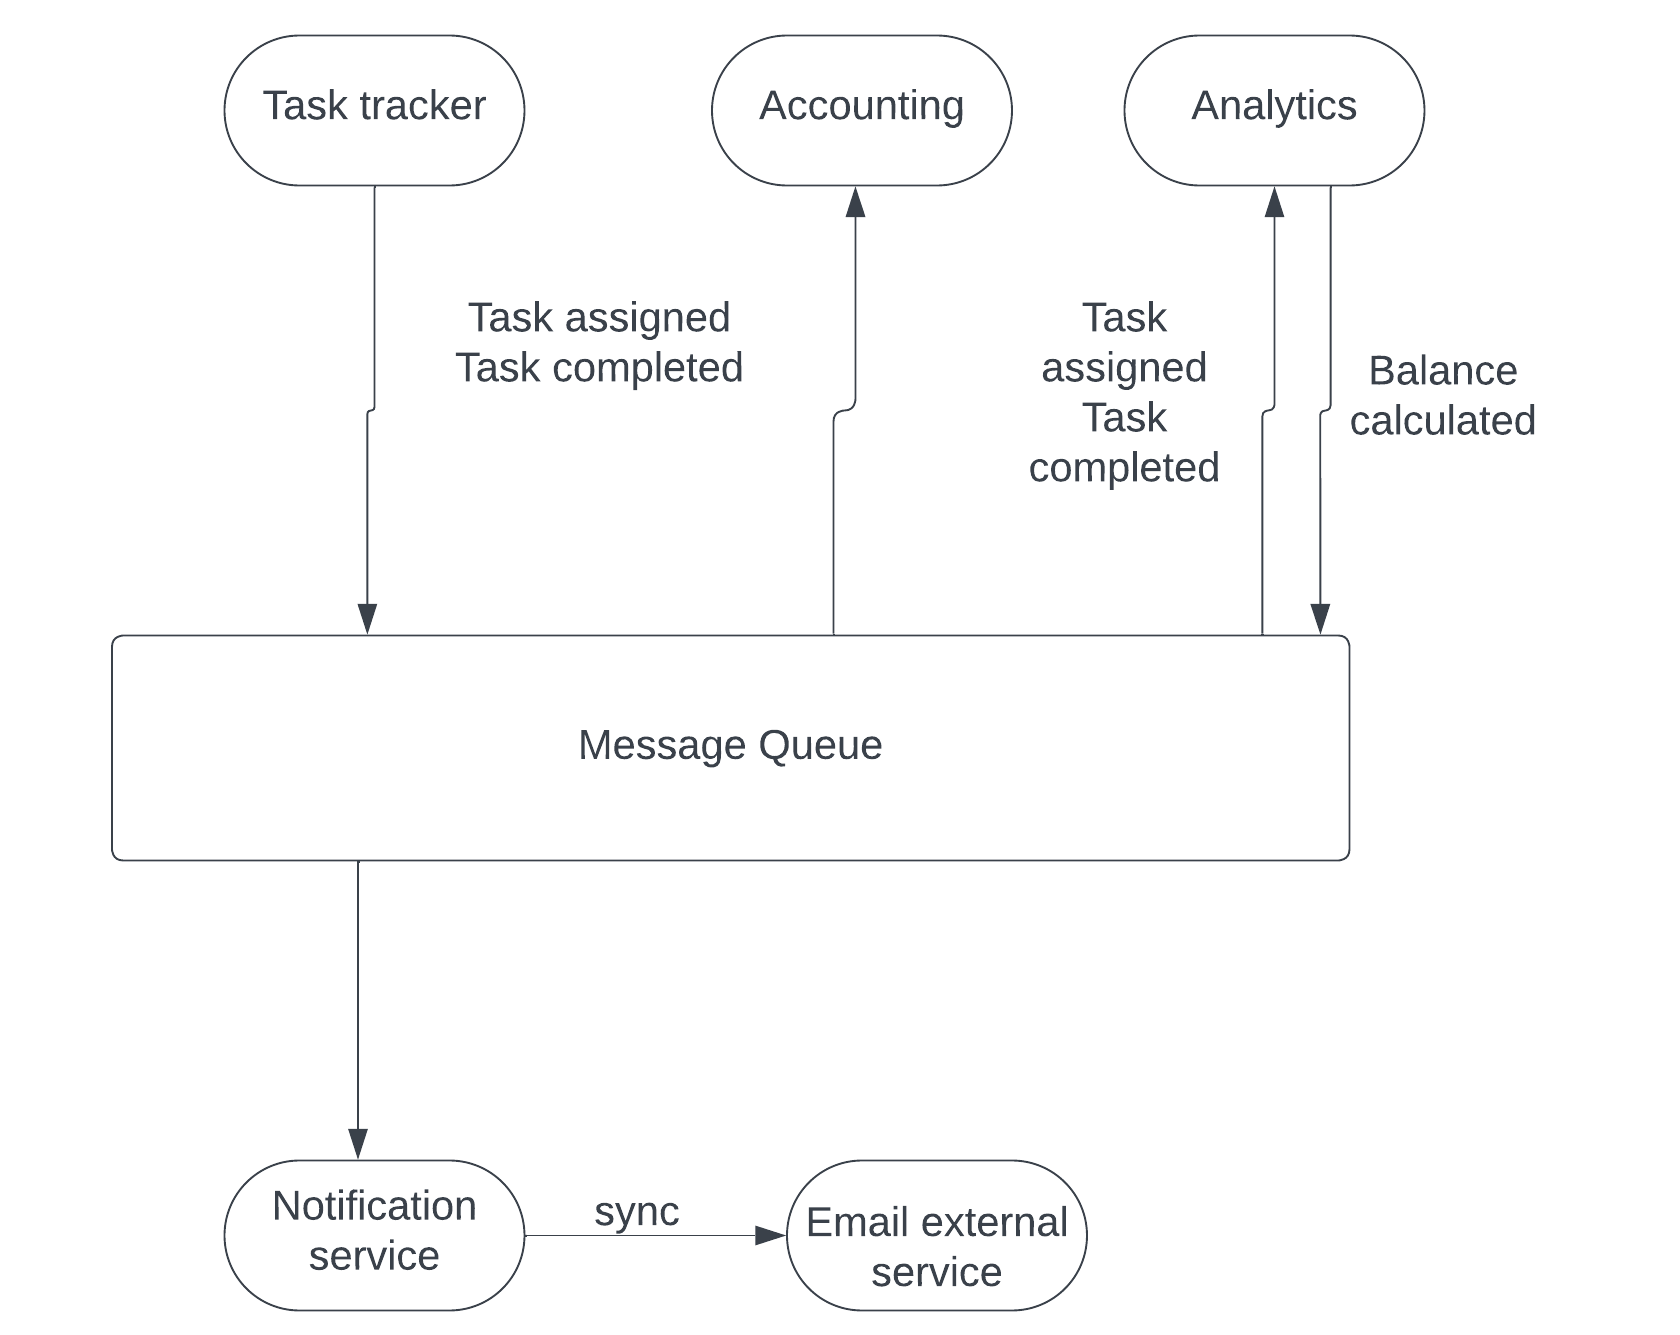 Task tracker
Accounting
Analytics
Task assigned
Task completed
Task
assigned
Task
completed
Balance
calculated
Message Queue
Notification
service
sync
Email external
service